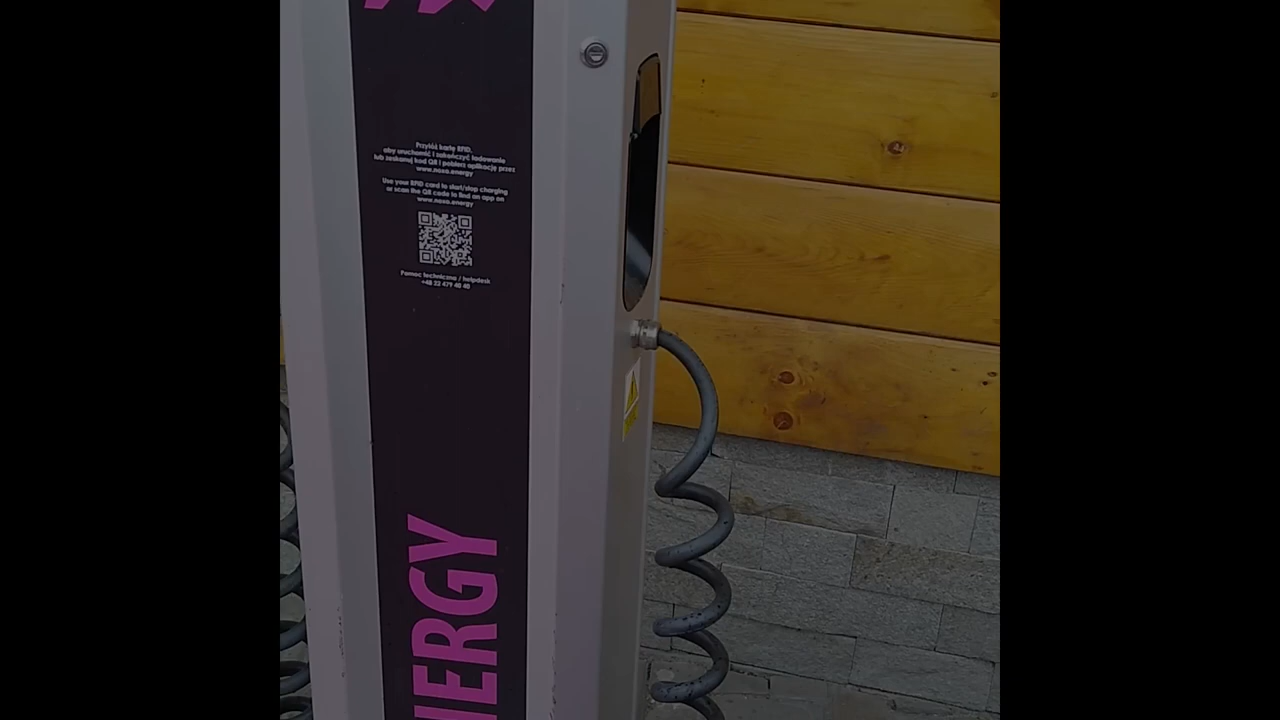 Przyłóż kartę RFID,
aby uruchomić i zakończyć ładowanie
lub zeskanuj kod QR i pobierz aplikację przez
www.noxo.energy
Use your RFID card to start/stop charging
or scan the QR code to find an app on
www.noxo.energy
Pomoc techniczna / helpdesk
+48 32 479 40 40
NERGY